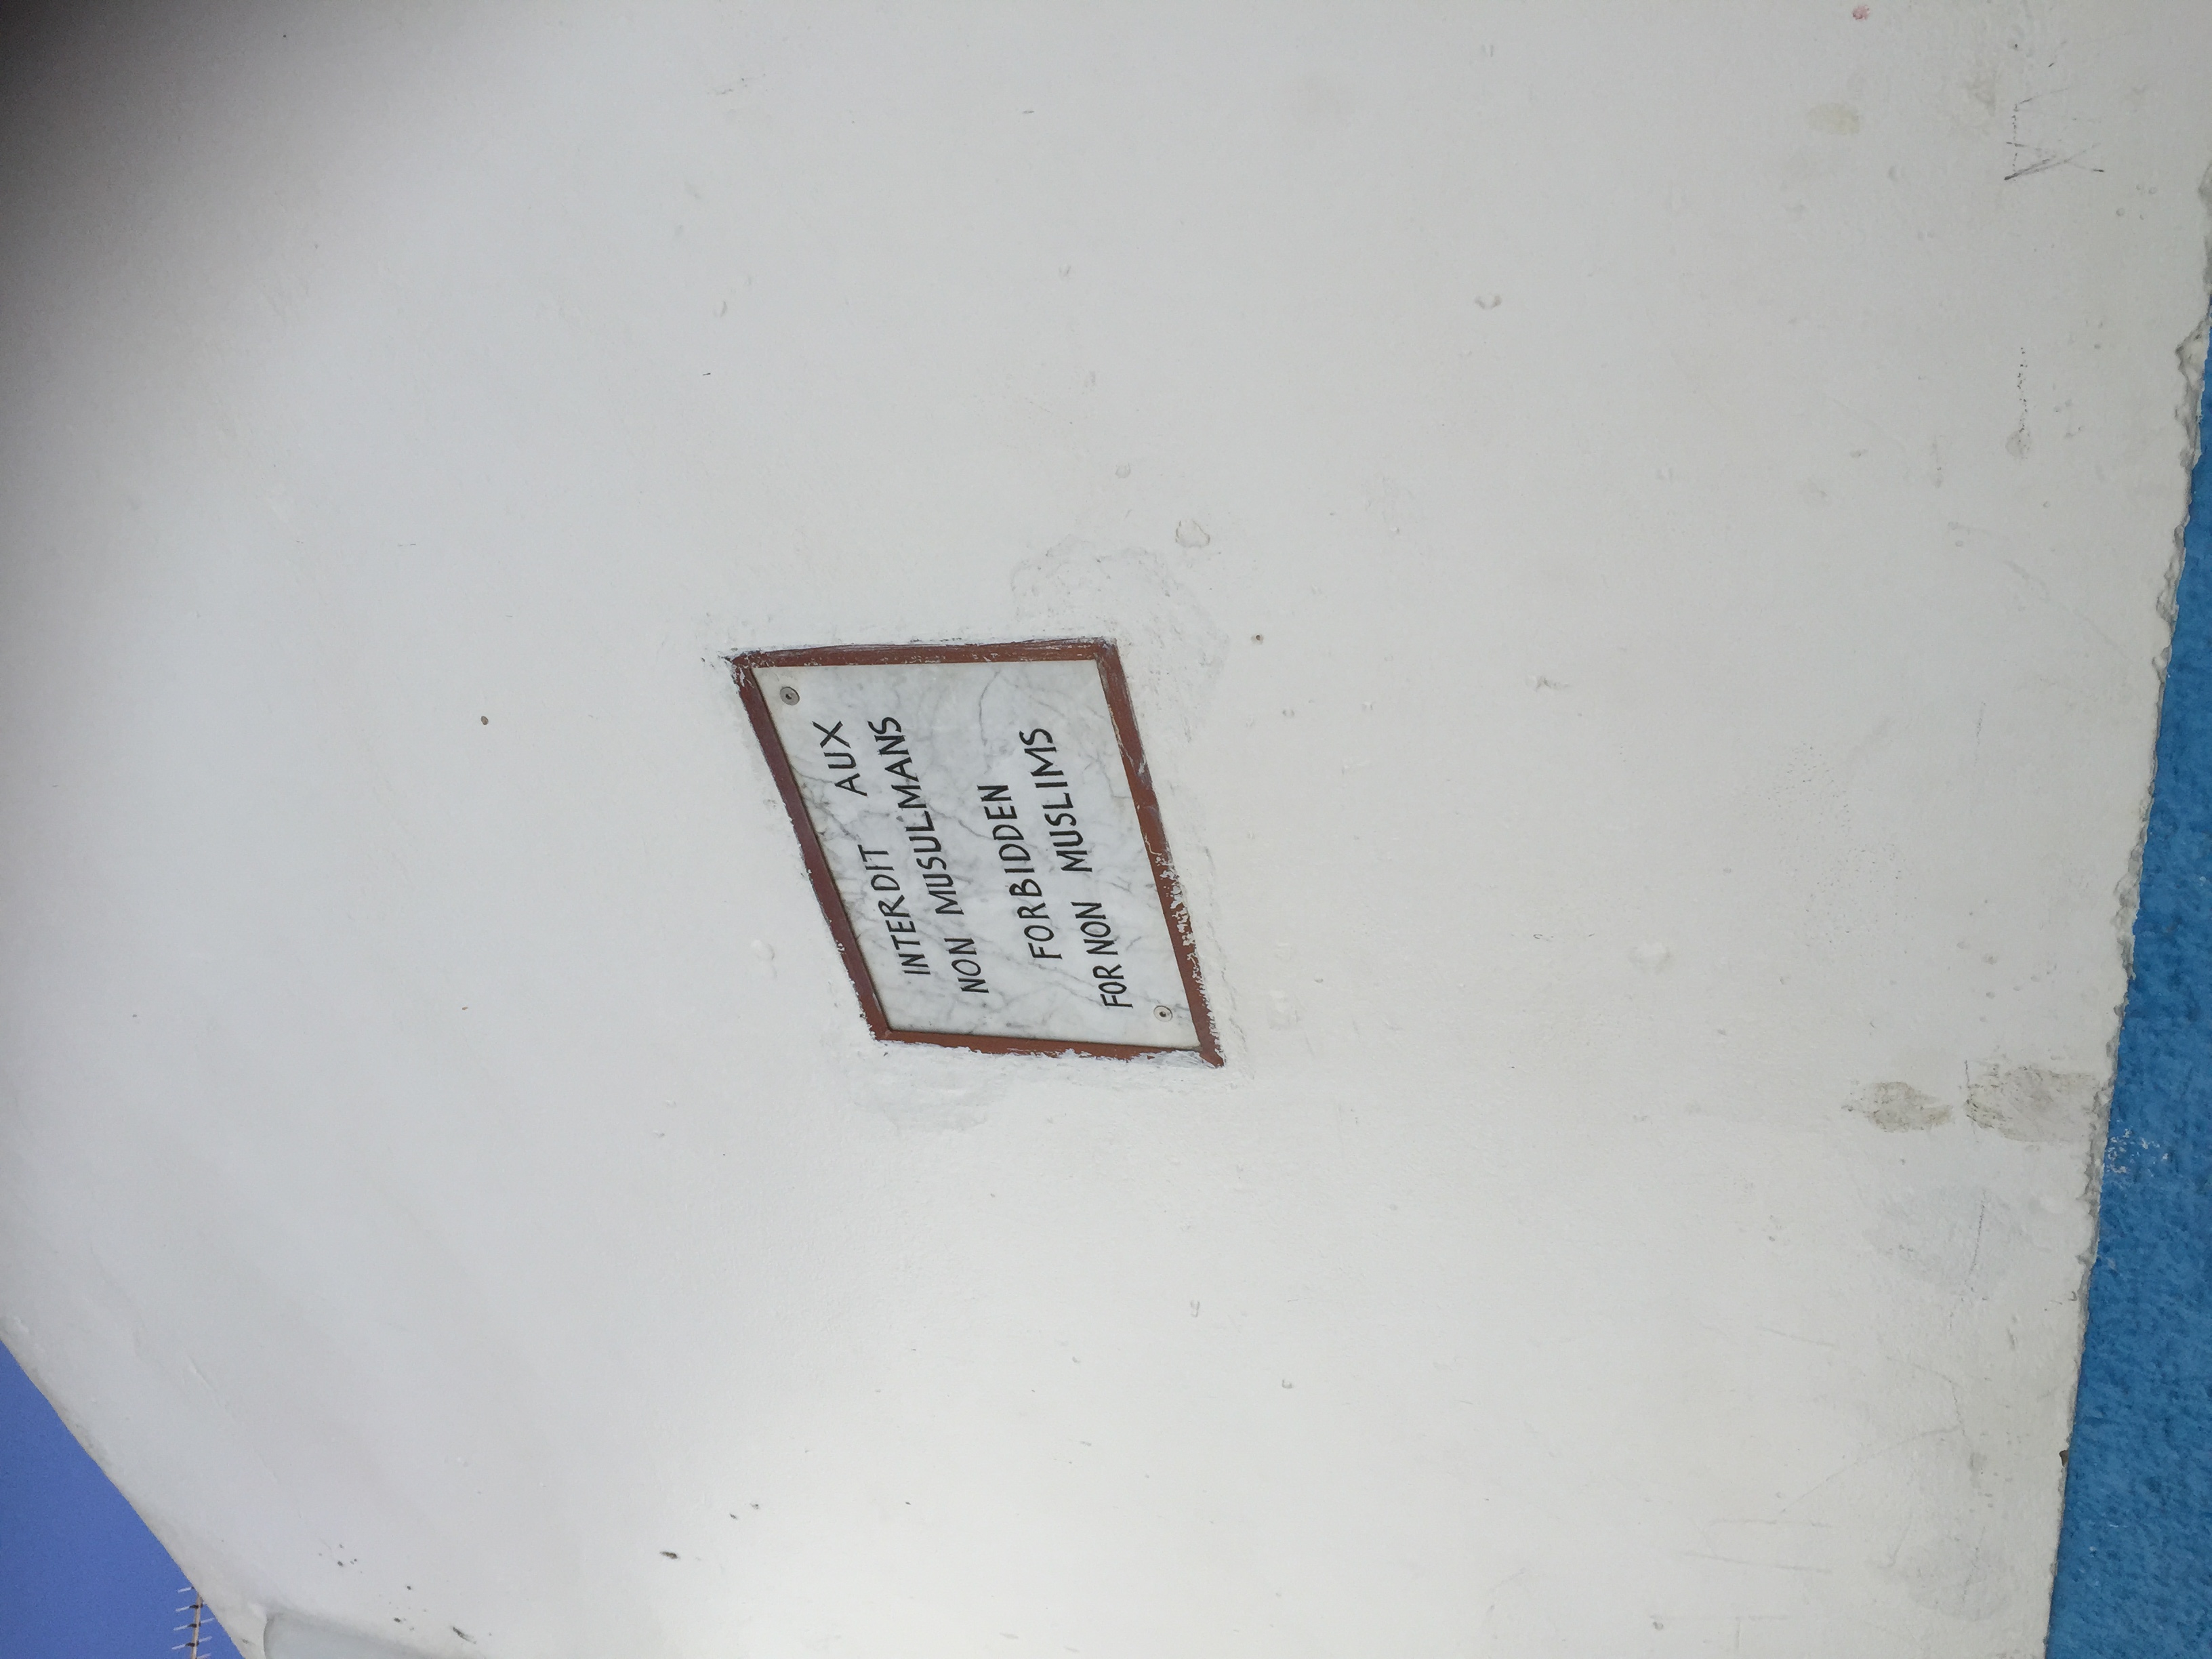 INTERDIT AUX
NON MUSULMANS
FORBIDDEN
FOR NON MUSLIMS